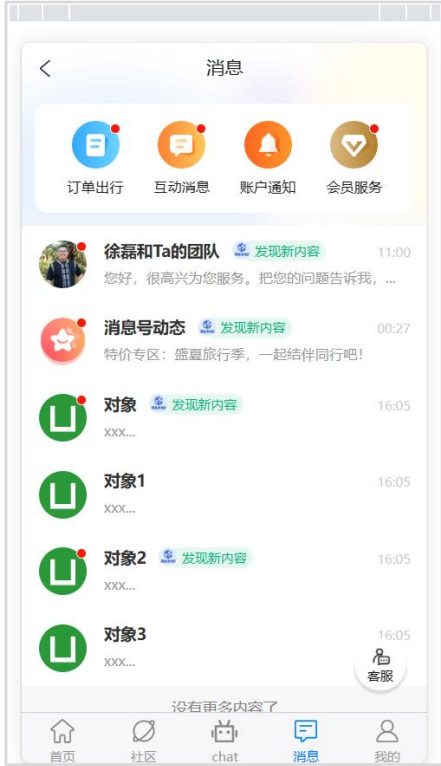 消息
订单出行 互动消息 账户通知 会员服务
徐磊和Ta的团队 发现新内容 11:00
您好，很高兴为您服务。把您的问题告诉我，...
消息号动态 发现新内容 00:27
特价专区：盛夏旅行季，一起结伴同行吧！
对象 发现新内容 16:05
xxx...
对象1 16:05
xxx...
对象2 发现新内容 16:05
xxx...
对象3 16:05
xxx...
客服
没有更多内容了
首页 社区 chat 消息 我的